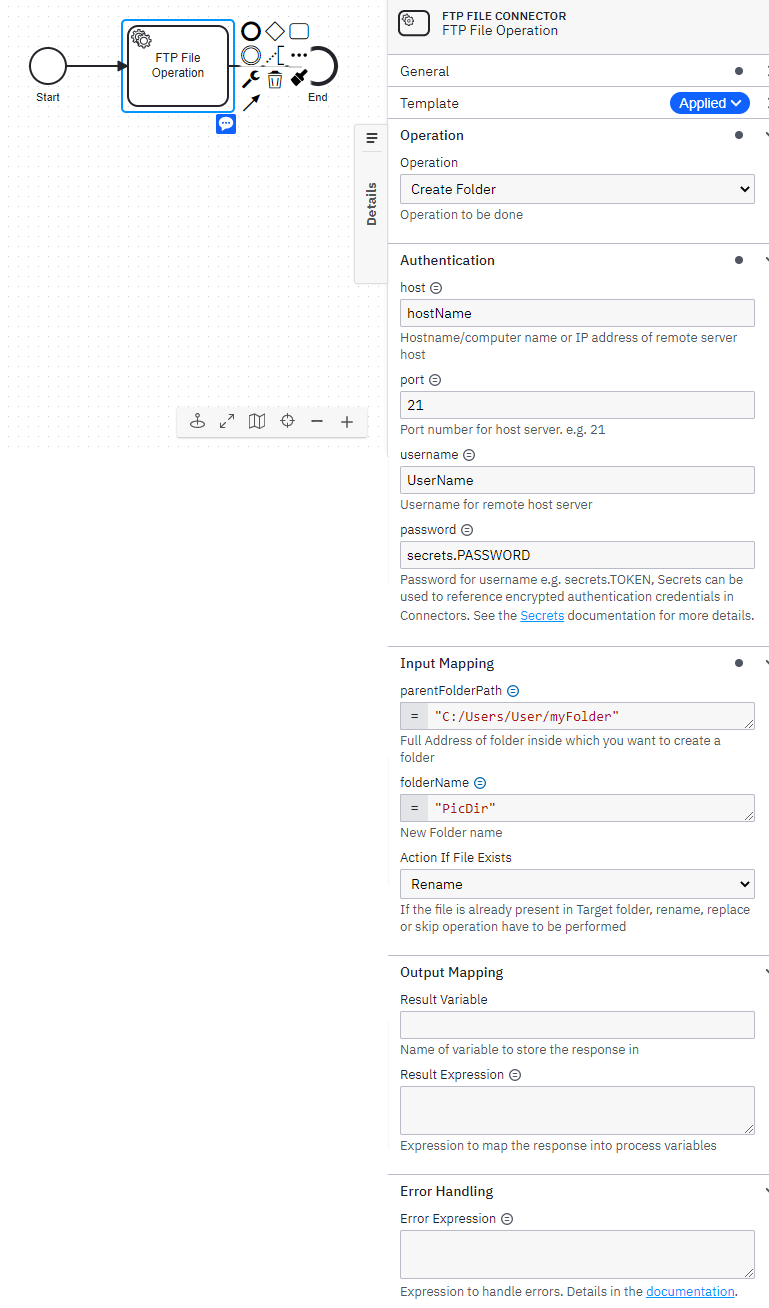 FTP File
Operation
Start
End
Details
FTP FILE CONNECTOR
FTP File Operation
General
Template
Applied
Operation
Operation
Create Folder
Operation to be done
Authentication
host
hostName
Hostname/computer name or IP address of remote server
host
port
21
Port number for host server. e.g. 21
username
UserName
Username for remote host server
password
secrets.PASSWORD
Password for username e.g. secrets.TOKEN, Secrets can be
used to reference encrypted authentication credentials in
Connectors. See the Secrets documentation for more details.
Input Mapping
parentFolderPath
= "C:/Users/User/myFolder"
Full Address of folder inside which you want to create a
folder
folderName
= "PicDir"
New Folder name
Action If File Exists
Rename
If the file is already present in Target folder, rename, replace
or skip operation have to be performed
Output Mapping
Result Variable
Name of variable to store the response in
Result Expression
Expression to map the response into process variables
Error Handling
Error Expression
Expression to handle errors. Details in the documentation.